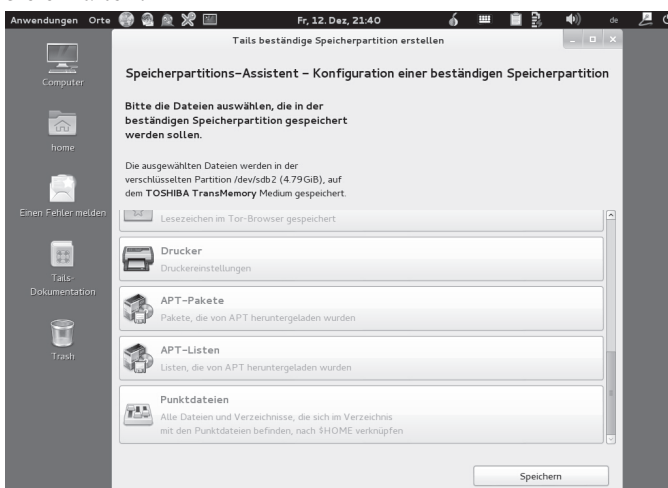 Anwendungen Orte Fr, 12. Dez, 21:40 de
Tails beständige Speicherpartition erstellen
Computer
home
Einen Fehler melden
Tails-
Dokumentation
Trash
Speicherpartitions-Assistent – Konfiguration einer beständigen Speicherpartition
Bitte die Dateien auswählen, die in der
beständigen Speicherpartition gespeichert
werden sollen.
Die ausgewählten Dateien werden in der
verschlüsselten Partition /dev/sdb2 (4.79GiB), auf
dem TOSHIBA TransMemory Medium gespeichert.
Lesezeichen im Tor-Browser gespeichert
Drucker
Druckereinstellungen
APT-Pakete
Pakete, die von APT heruntergeladen wurden
APT-Listen
Listen, die von APT heruntergeladen wurden
Punktdateien
Alle Dateien und Verzeichnisse, die sich im Verzeichnis
mit den Punktdateien befinden, nach $HOME verknüpfen
Speichern